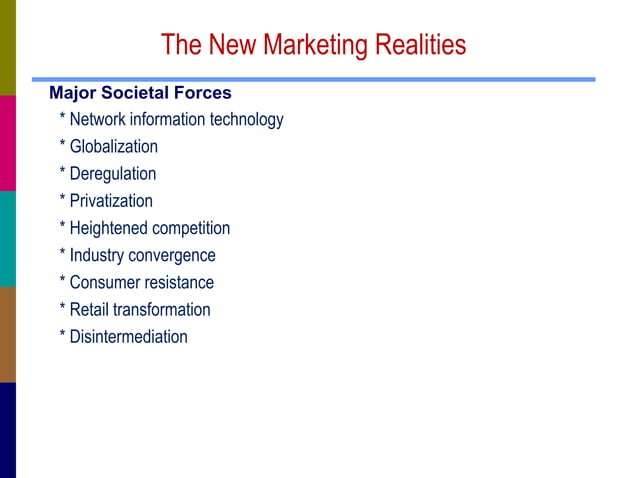 The New Marketing Realities
Major Societal Forces
* Network information technology
* Globalization
* Deregulation
* Privatization
* Heightened competition
* Industry convergence
* Consumer resistance
* Retail transformation
* Disintermediation